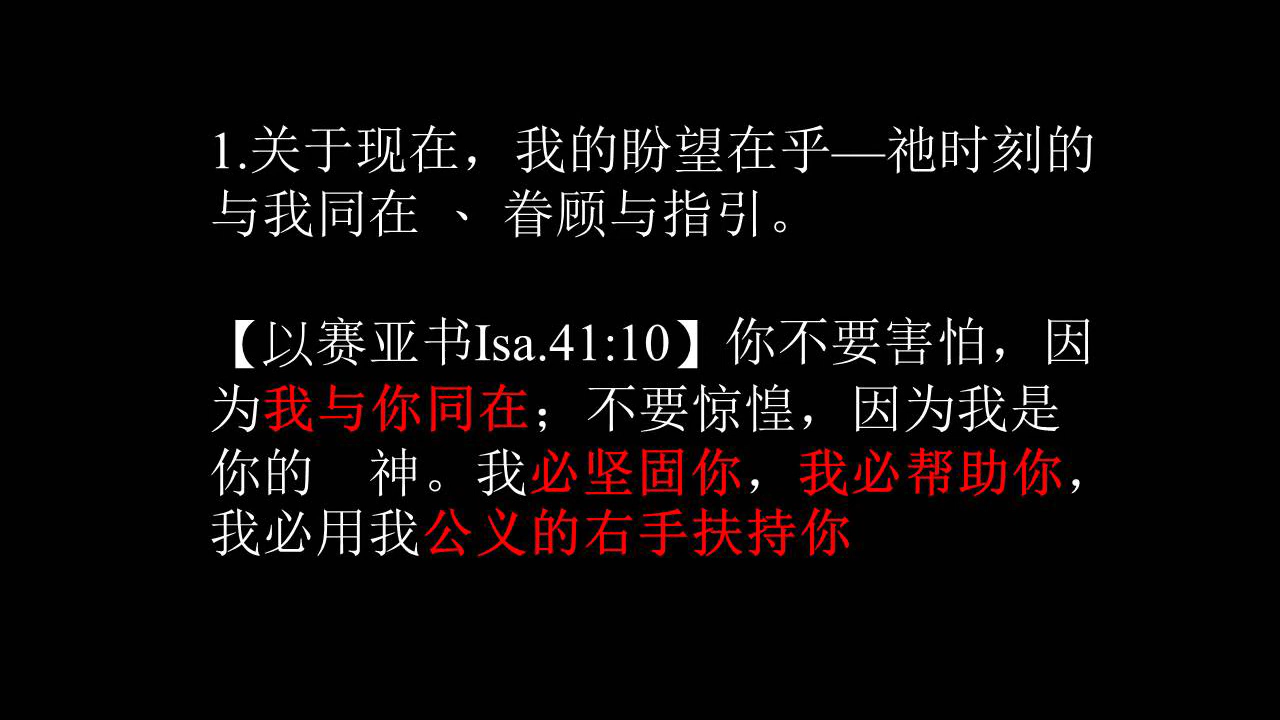 1.关于现在，我的盼望在乎—祂时刻的
与我同在 、 眷顾与指引。
【以赛亚书Isa.41:10】你不要害怕，因
为我与你同在；不要惊惶，因为我是
你的　神。我必坚固你，我必帮助你，
我必用我公义的右手扶持你